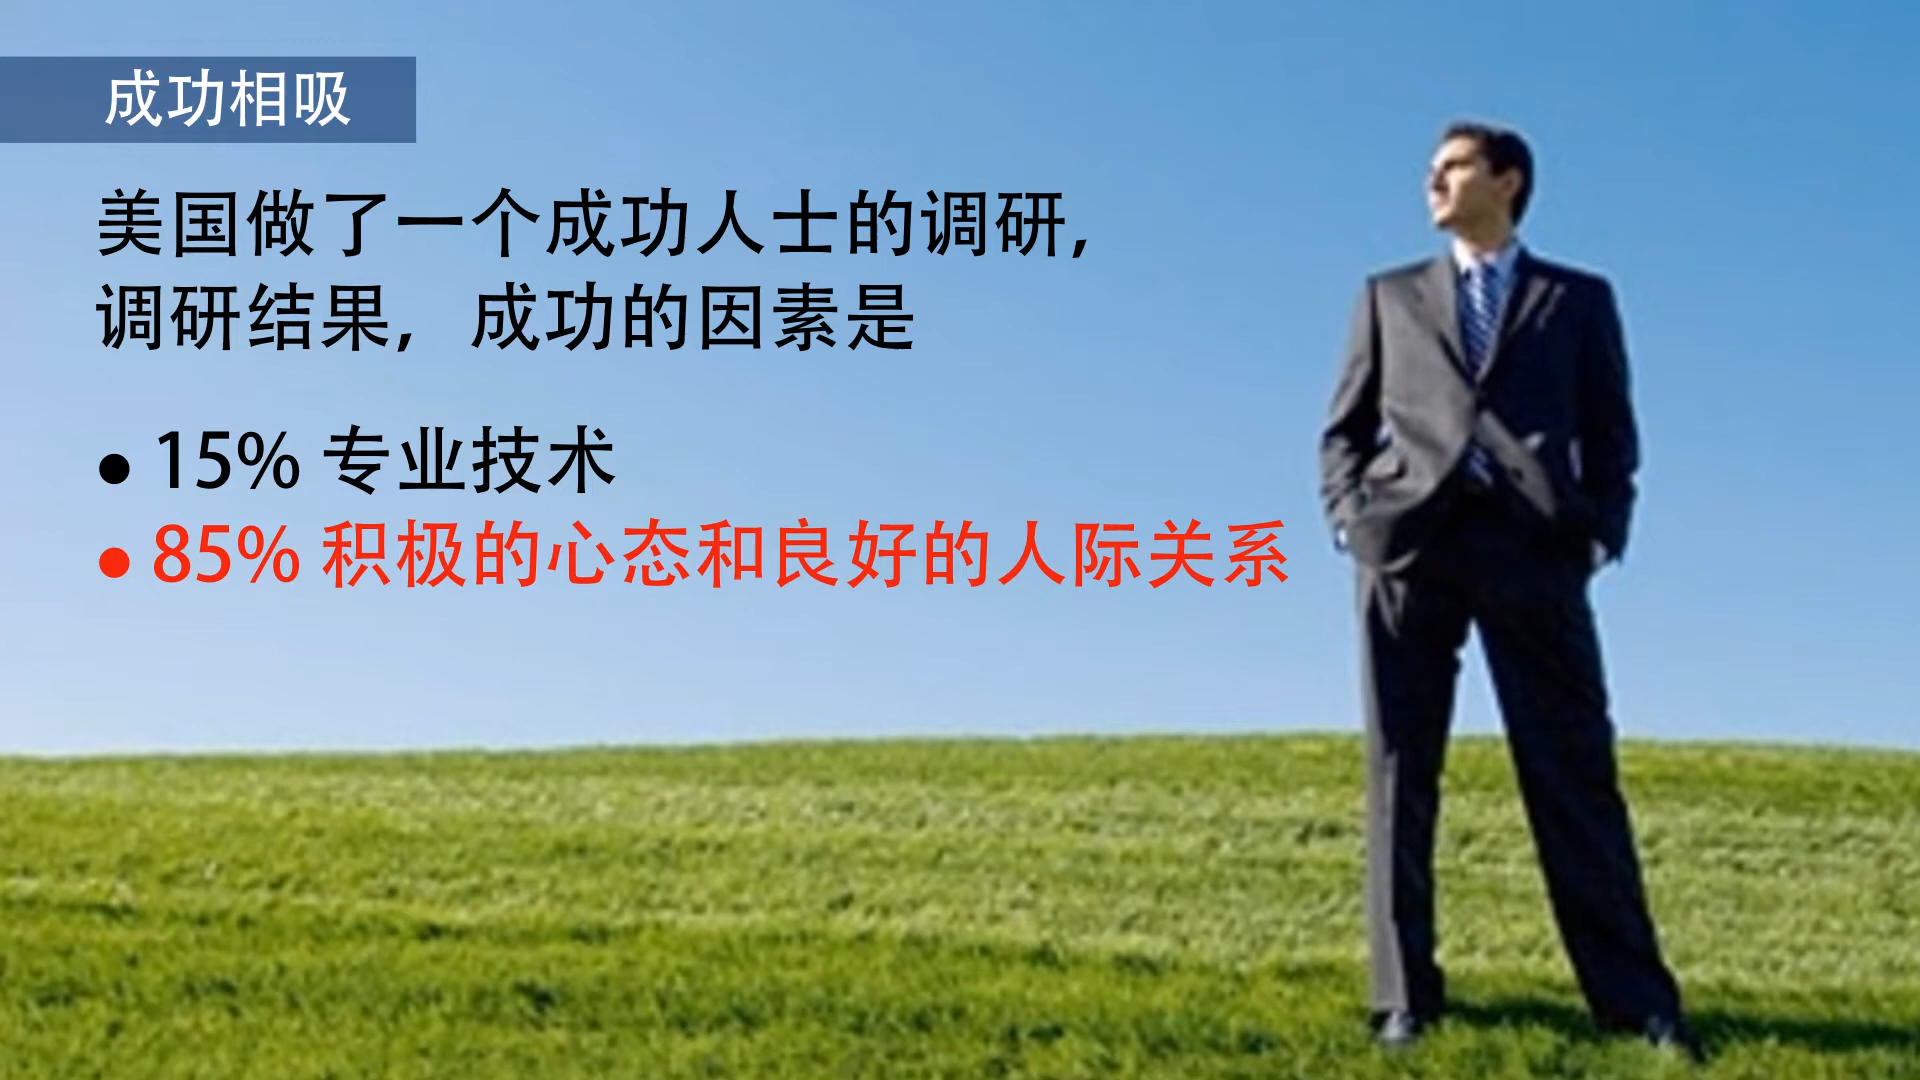 成功相吸
美国做了一个成功人士的调研,
调研结果, 成功的因素是
● 15% 专业技术
● 85% 积极的心态和良好的人际关系